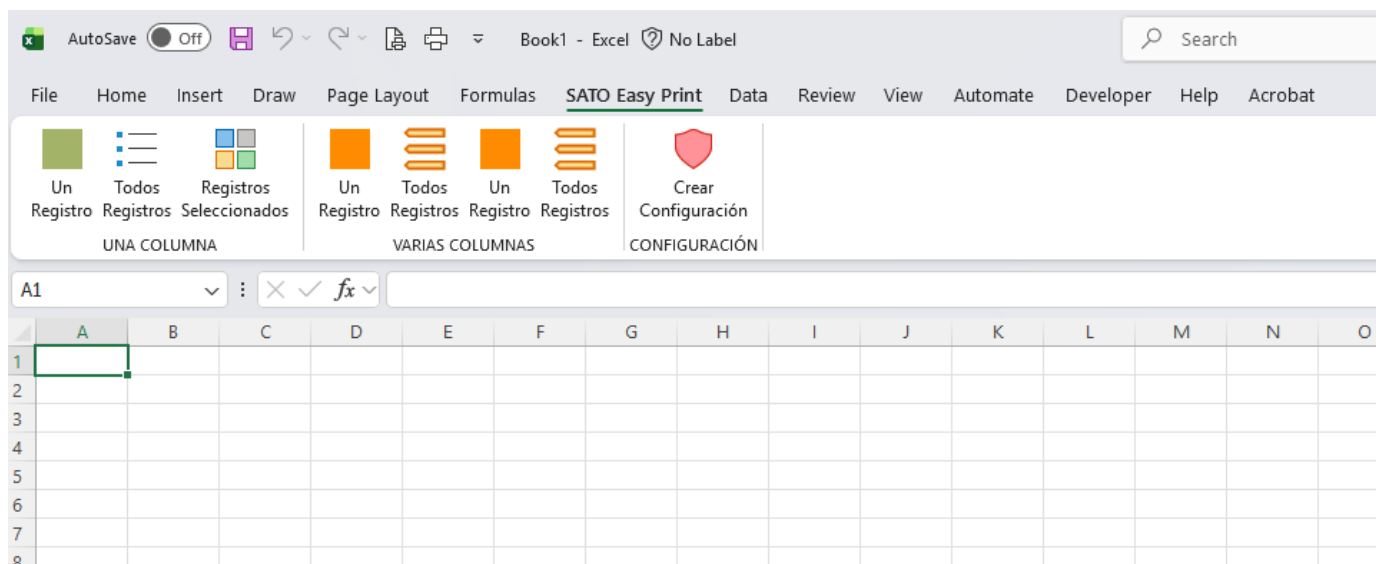 AutoSave Off Book1 - Excel No Label Search
File Home Insert Draw Page Layout Formulas SATO Easy Print Data Review View Automate Developer Help Acrobat
Un Registro
Todos Registros
Registros Seleccionados
UNA COLUMNA
Un Registro
Todos Registros
Un Registro
Todos Registros
VARIAS COLUMNAS
Crear Configuración
CONFIGURACIÓN
A1 fx
A B C D E F G H I J K L M N O
1
2
3
4
5
6
7
8